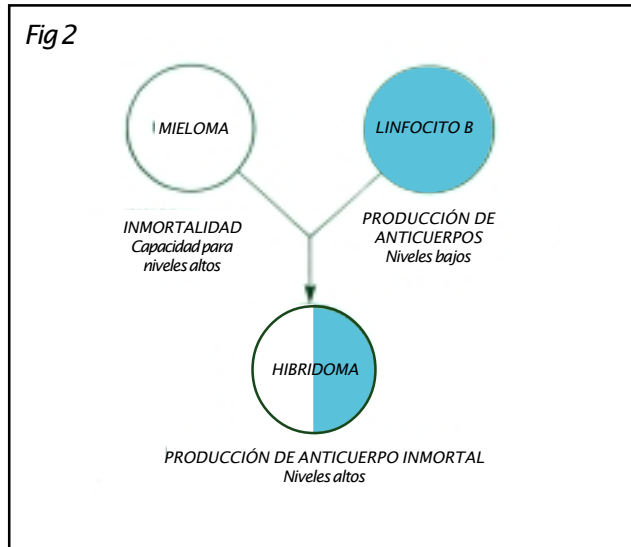 Fig 2
MIELOMA
LINFOCITO B
INMORTALIDAD
Capacidad para
niveles altos
PRODUCCIÓN DE
ANTICUERPOS
Niveles bajos
HIBRIDOMA
PRODUCCIÓN DE ANTICUERPO INMORTAL
Niveles altos